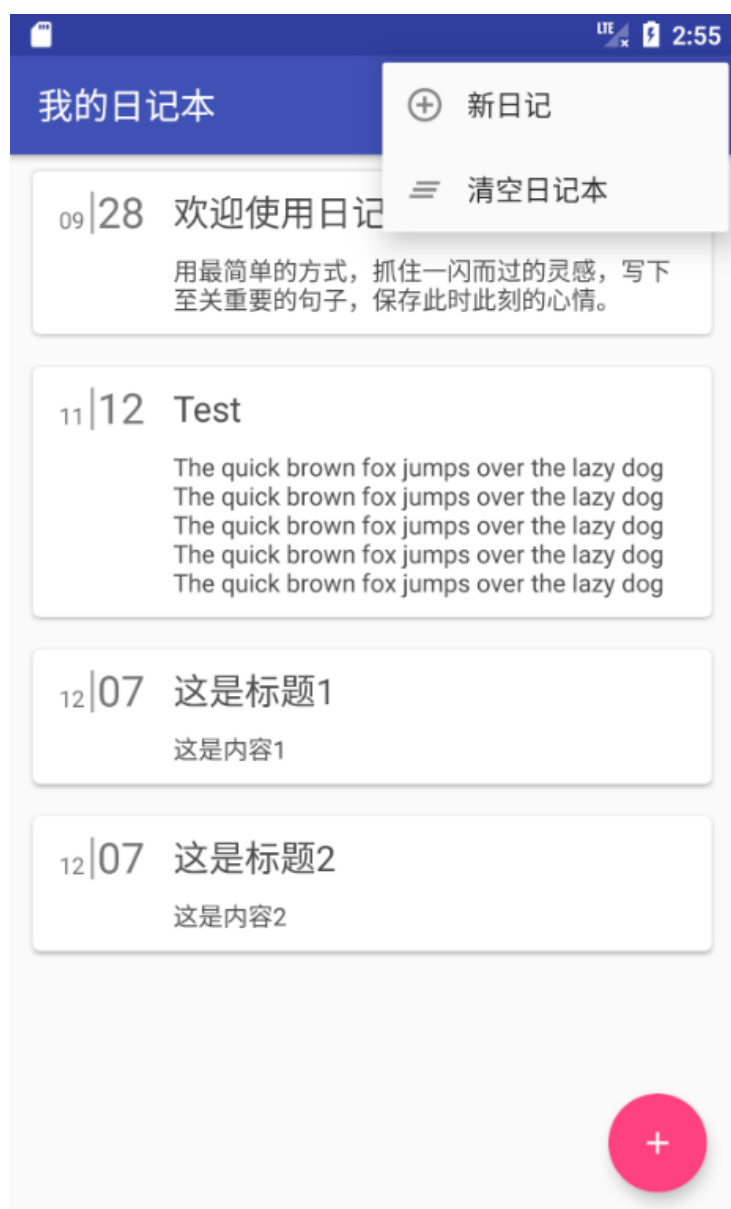 LTE 2:55
我的日记本
新日记
清空日记本
09 28 欢迎使用日记
用最简单的方式，抓住一闪而过的灵感，写下
至关重要的句子，保存此时此刻的心情。
11 12 Test
The quick brown fox jumps over the lazy dog
The quick brown fox jumps over the lazy dog
The quick brown fox jumps over the lazy dog
The quick brown fox jumps over the lazy dog
The quick brown fox jumps over the lazy dog
12 07 这是标题1
这是内容1
12 07 这是标题2
这是内容2